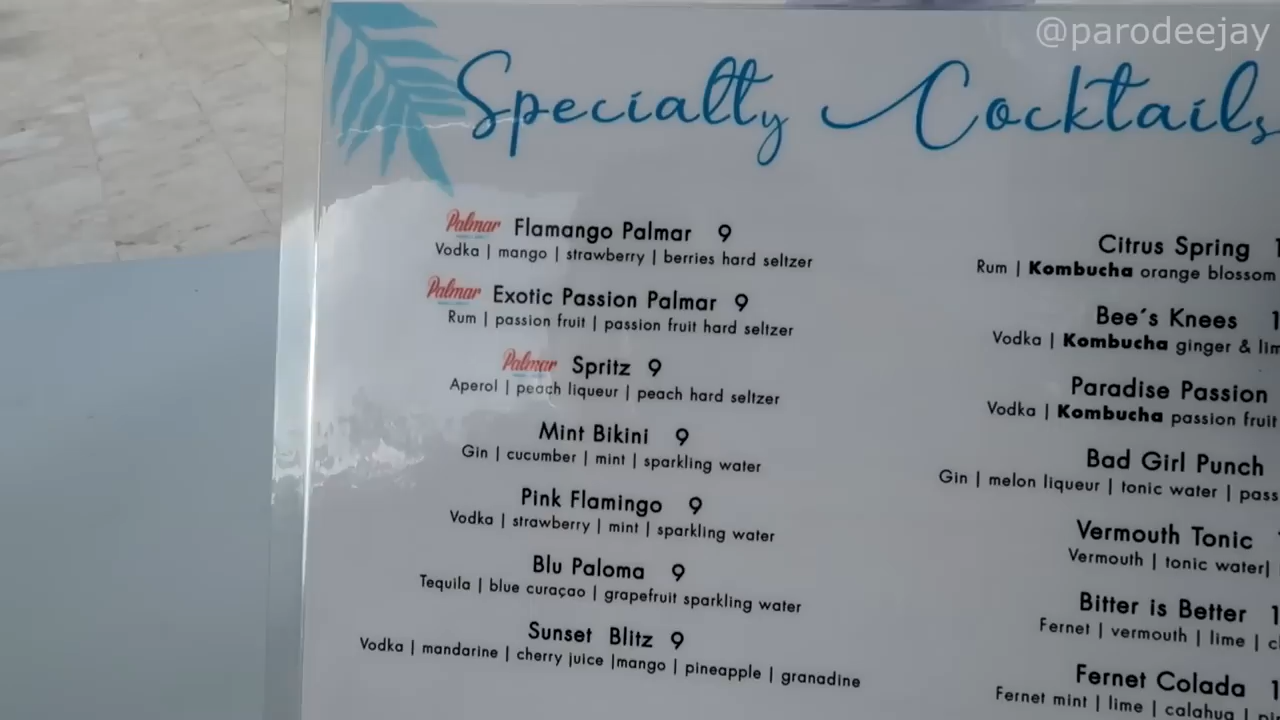 @parodeejay
Specialty Cocktails
Palmar Flamango Palmar 9
Vodka | mango | strawberry | berries hard seltzer
Palmar Exotic Passion Palmar 9
Rum | passion fruit | passion fruit hard seltzer
Palmar Spritz 9
Aperol | peach liqueur | peach hard seltzer
Mint Bikini 9
Gin | cucumber | mint | sparkling water
Pink Flamingo 9
Vodka | strawberry | mint | sparkling water
Blu Paloma 9
Tequila | blue curaçao | grapefruit sparkling water
Sunset Blitz 9
Vodka | mandarine | cherry juice |mango | pineapple | granadine
Citrus Spring
Rum | Kombucha orange blossom
Bee's Knees
Vodka | Kombucha ginger & lim
Paradise Passion
Vodka | Kombucha passion fruit
Bad Girl Punch
Gin | melon liqueur | tonic water | pass
Vermouth Tonic
Vermouth | tonic water|
Bitter is Better
Fernet | vermouth | lime |
Fernet Colada
Fernet mint | lime | calahua |